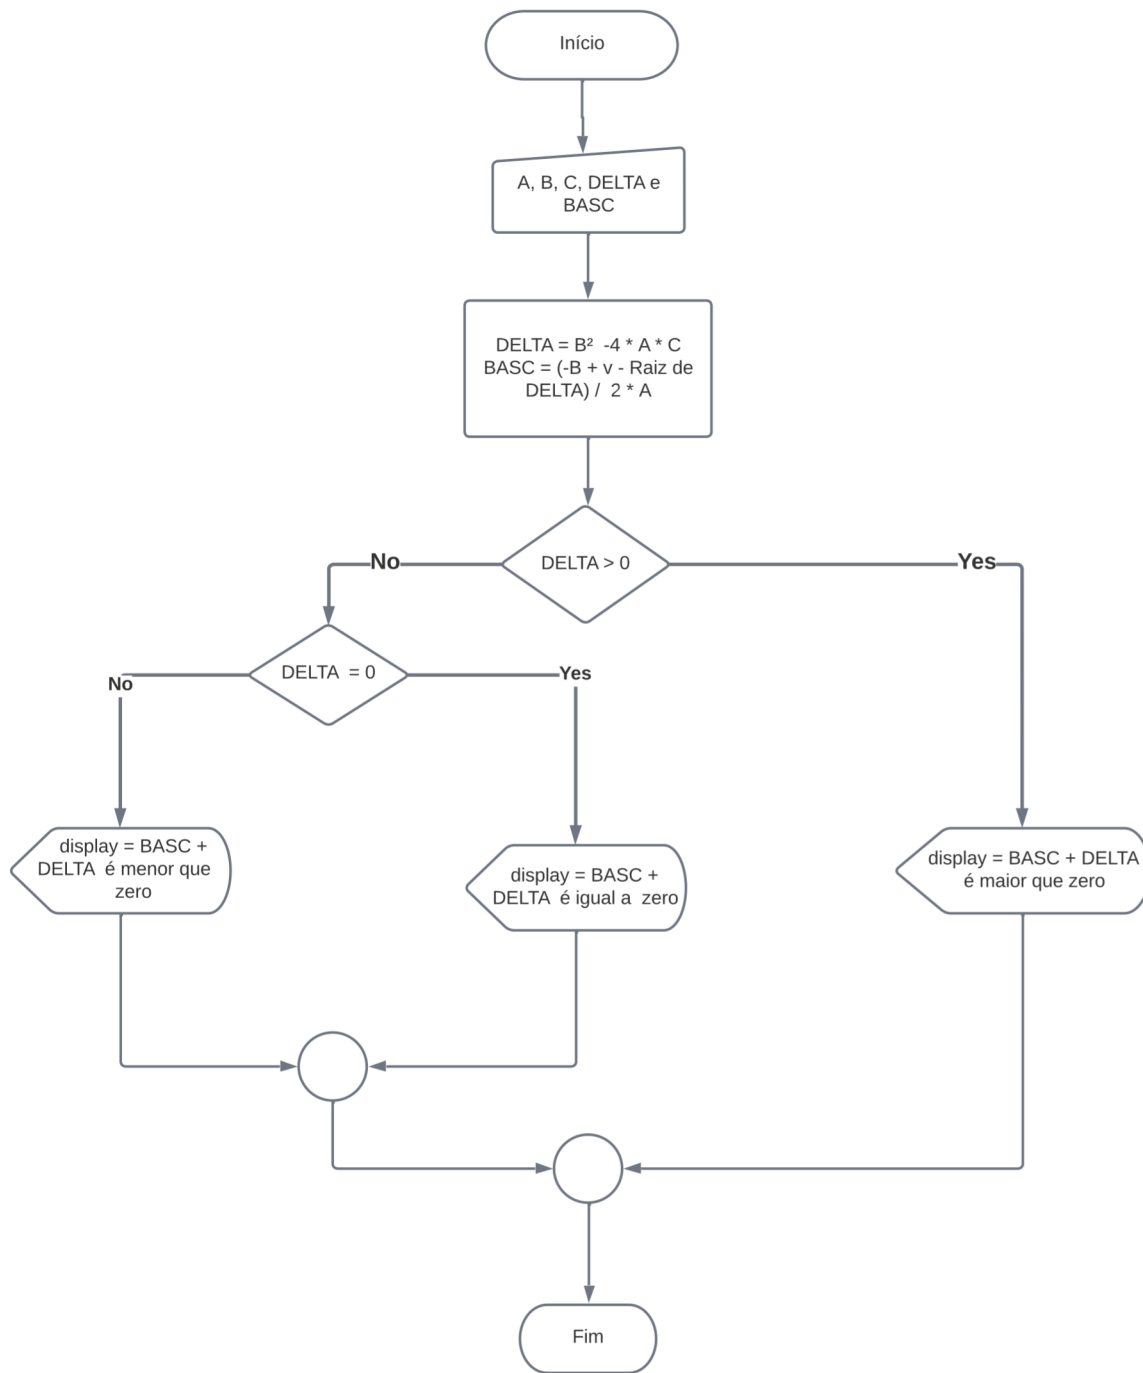 Início
A, B, C, DELTA e
BASC
DELTA = B² -4 * A * C
BASC = (-B + v - Raiz de
DELTA) / 2 * A
DELTA > 0
No
Yes
DELTA = 0
No
Yes
display = BASC +
DELTA é menor que
zero
display = BASC +
DELTA é igual a zero
display = BASC + DELTA
é maior que zero
Fim